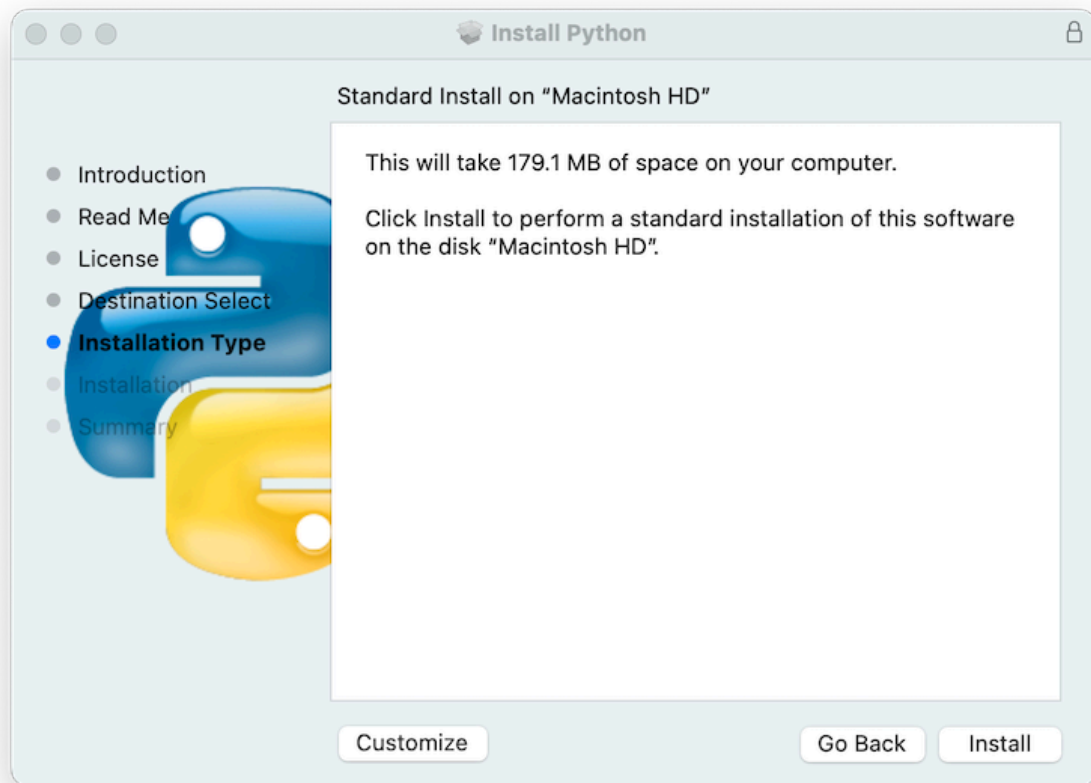 Install Python
Standard Install on “Macintosh HD”
Introduction
Read Me
License
Destination Select
Installation Type
Installation
Summary
This will take 179.1 MB of space on your computer.
Click Install to perform a standard installation of this software
on the disk “Macintosh HD”.
Customize
Go Back
Install